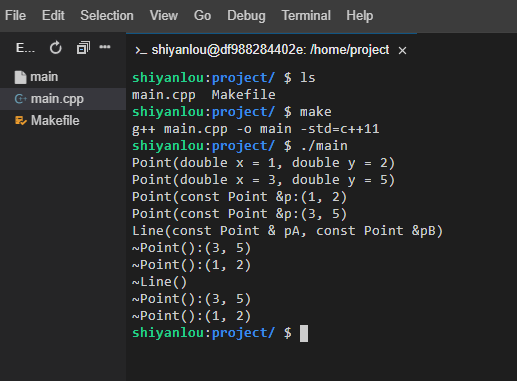 File Edit Selection View Go Debug Terminal Help
E...
>_ shiyanlou@df988284402e: /home/project ×
main
main.cpp
Makefile
shiyanlou:project/ $ ls
main.cpp  Makefile
shiyanlou:project/ $ make
g++ main.cpp -o main -std=c++11
shiyanlou:project/ $ ./main
Point(double x = 1, double y = 2)
Point(double x = 3, double y = 5)
Point(const Point &p:(1, 2)
Point(const Point &p:(3, 5)
Line(const Point & pA, const Point &pB)
~Point():(3, 5)
~Point():(1, 2)
~Line()
~Point():(3, 5)
~Point():(1, 2)
shiyanlou:project/ $